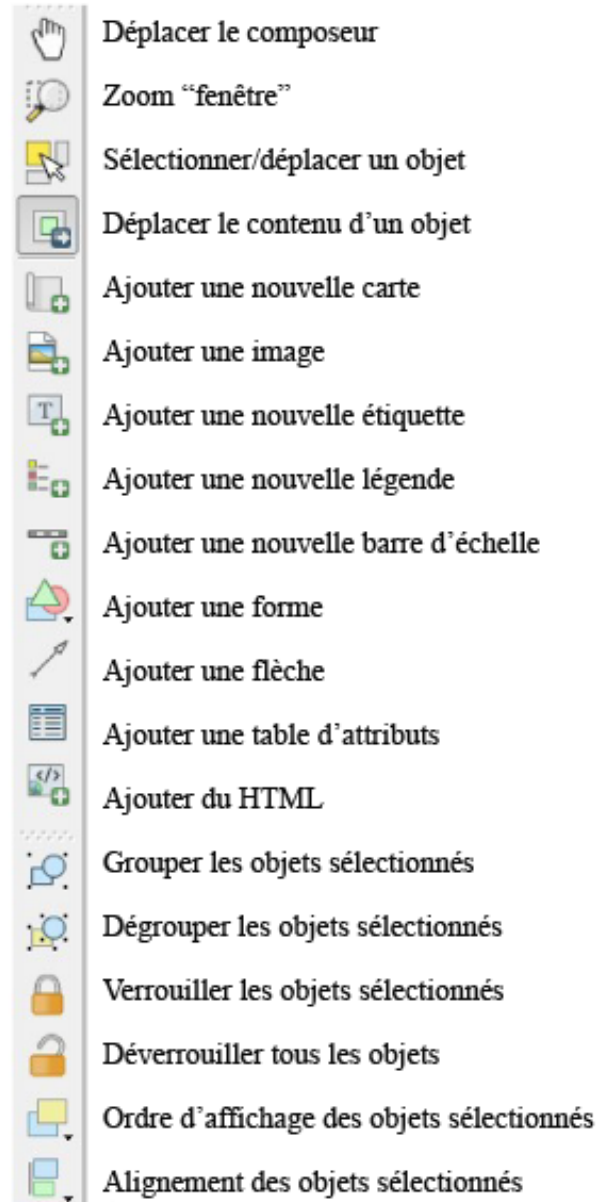 Déplacer le composeur
Zoom “fenêtre”
Sélectionner/déplacer un objet
Déplacer le contenu d’un objet
Ajouter une nouvelle carte
Ajouter une image
T
Ajouter une nouvelle étiquette
Ajouter une nouvelle légende
Ajouter une nouvelle barre d’échelle
Ajouter une forme
Ajouter une flèche
Ajouter une table d’attributs
</>
Ajouter du HTML
Grouper les objets sélectionnés
Dégrouper les objets sélectionnés
Verrouiller les objets sélectionnés
Déverrouiller tous les objets
Ordre d’affichage des objets sélectionnés
Alignement des objets sélectionnés